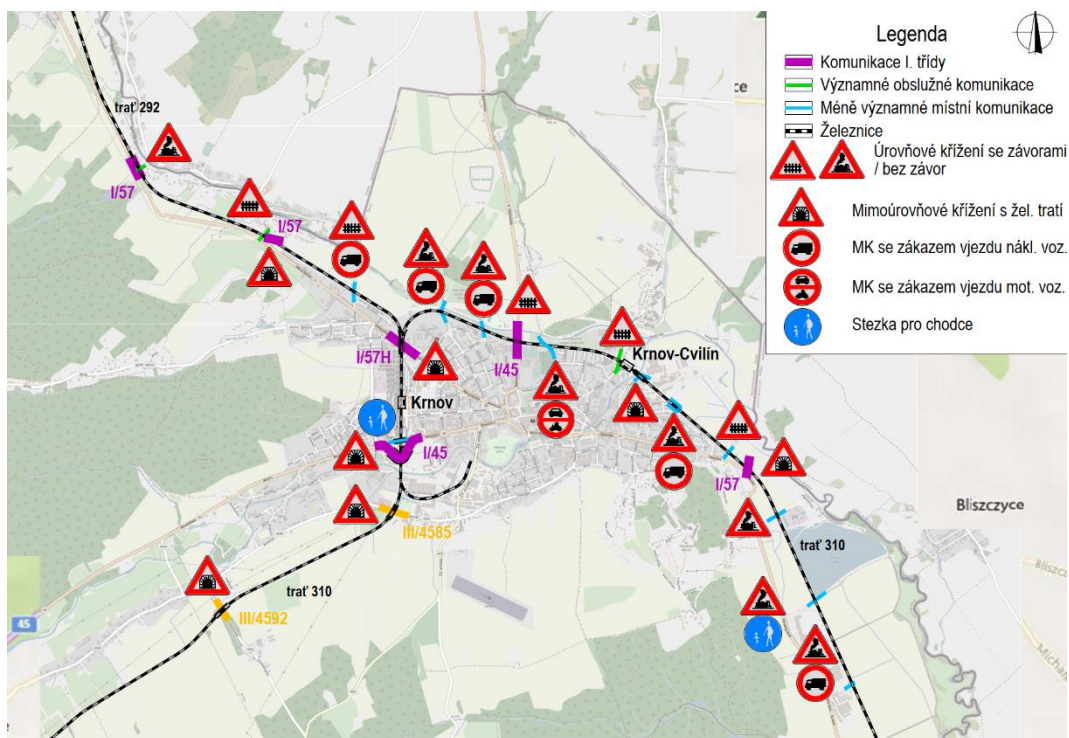 Legenda
Komunikace I. třídy
Významné obslužné komunikace
Méně významné místní komunikace
Železnice
Úrovňové křížení se závorami
/ bez závor
Mimoúrovňové křížení s žel. tratí
MK se zákazem vjezdu nákl. voz.
MK se zákazem vjezdu mot. voz.
Stezka pro chodce
trať 292
I/57
I/57
I/57H
I/45
Krnov-Cvilín
Krnov
I/45
I/57
III/4585
Bliszczyce
trať 310
trať 310
III/4592
45